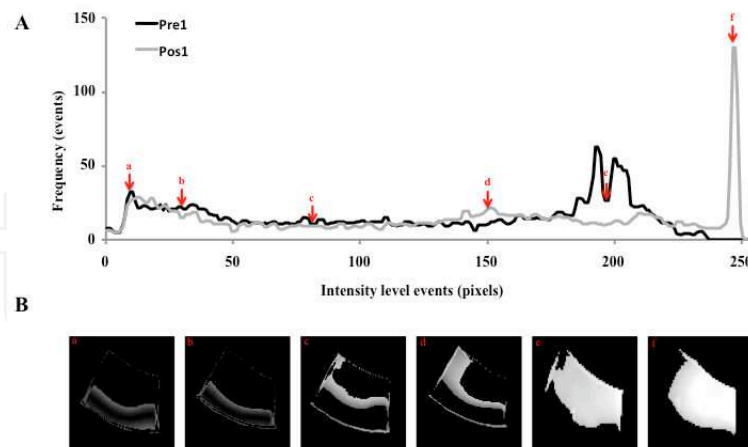 A
Pre1
Pos1
Frequency (events)
150
100
50
0
a
b
c
d
e
f
0
50
100
150
200
250
Intensity level events (pixels)
B
a
b
c
d
e
f